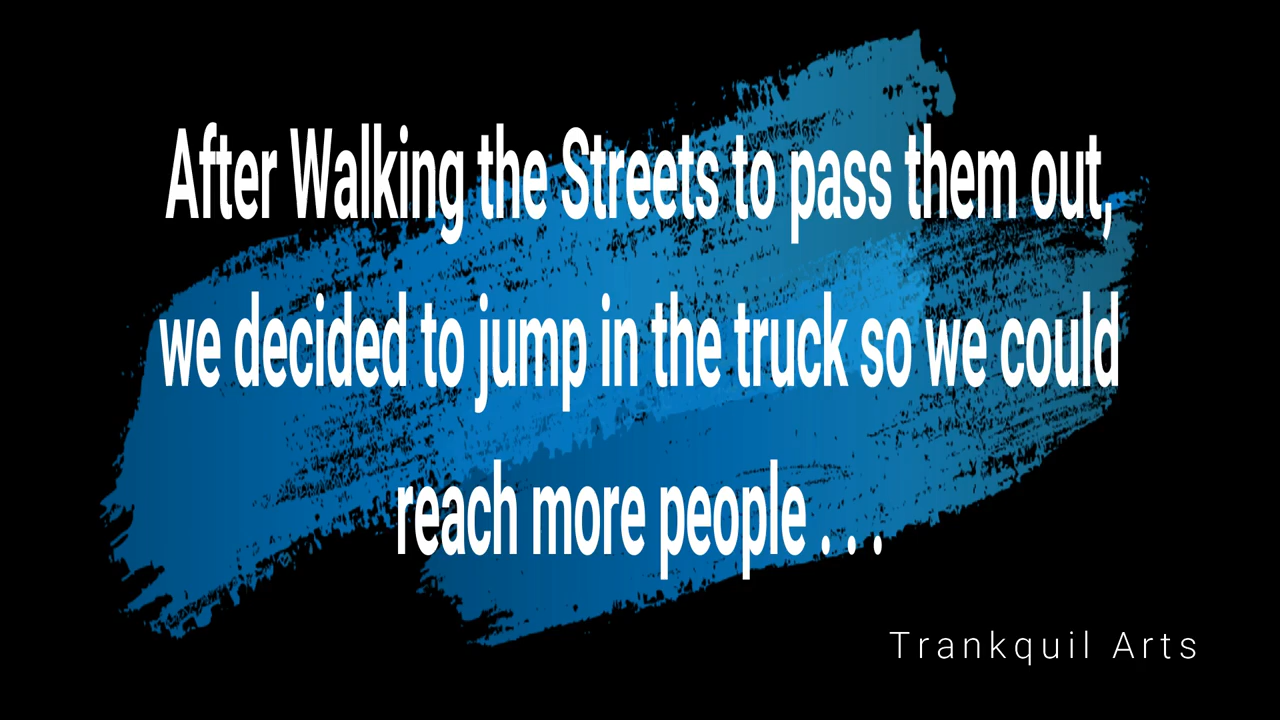 After Walking the Streets to pass them out,
we decided to jump in the truck so we could
reach more people . . .
Trankquil Arts